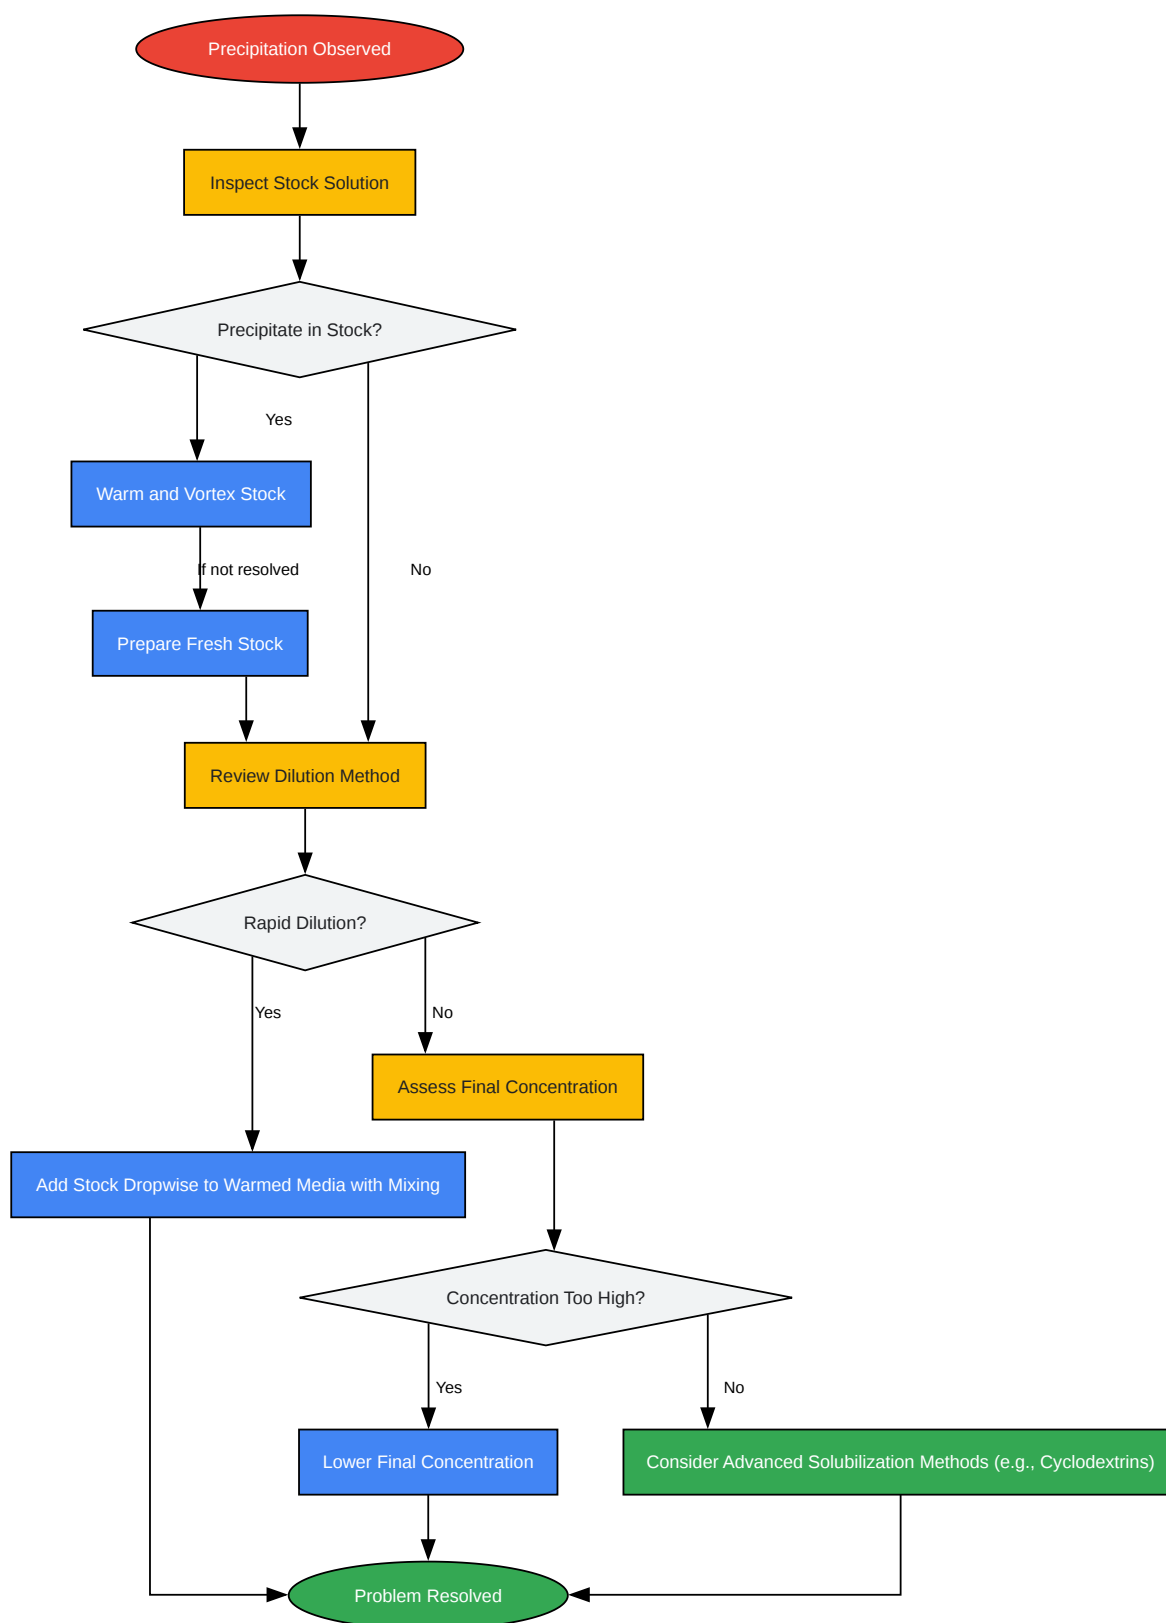 Precipitation Observed
Inspect Stock Solution
Precipitate in Stock?
Yes
Warm and Vortex Stock
If not resolved
No
Prepare Fresh Stock
Review Dilution Method
Rapid Dilution?
Yes
No
Assess Final Concentration
Add Stock Dropwise to Warmed Media with Mixing
Concentration Too High?
Yes
No
Lower Final Concentration
Consider Advanced Solubilization Methods (e.g., Cyclodextrins)
Problem Resolved